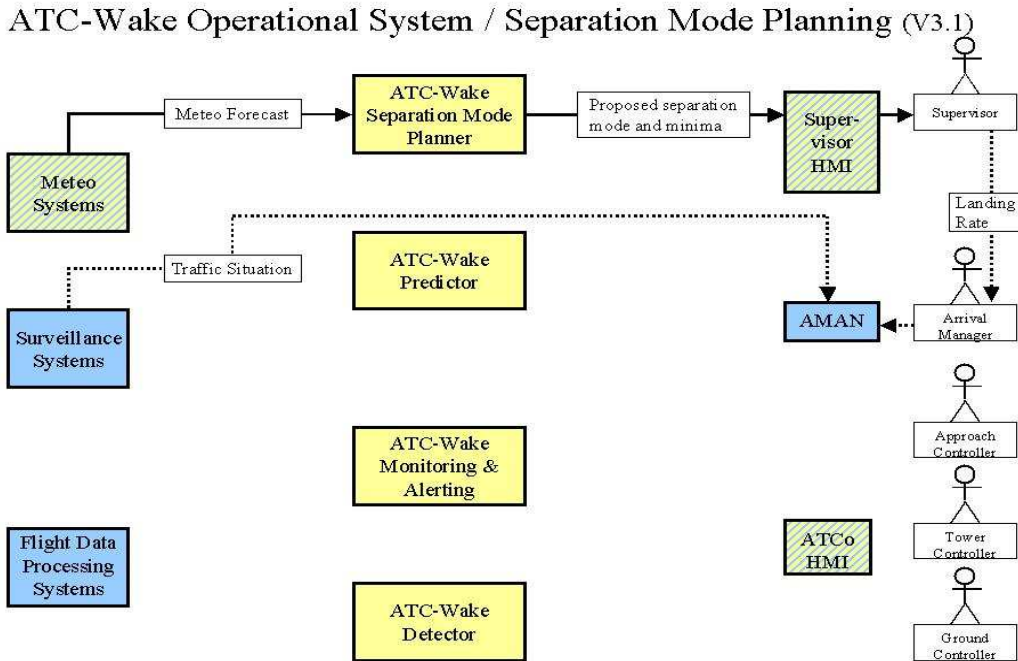 ATC-Wake Operational System / Separation Mode Planning (V3.1)
Meteo Forecast
ATC-Wake
Separation Mode
Planner
Proposed separation
mode and minima
Super-
visor
HMI
Supervisor
Meteo
Systems
Landing
Rate
Traffic Situation
ATC-Wake
Predictor
Surveillance
Systems
AMAN
Arrival
Manager
Approach
Controller
ATC-Wake
Monitoring &
Alerting
Flight Data
Processing
Systems
ATCo
HMI
Tower
Controller
ATC-Wake
Detector
Ground
Controller